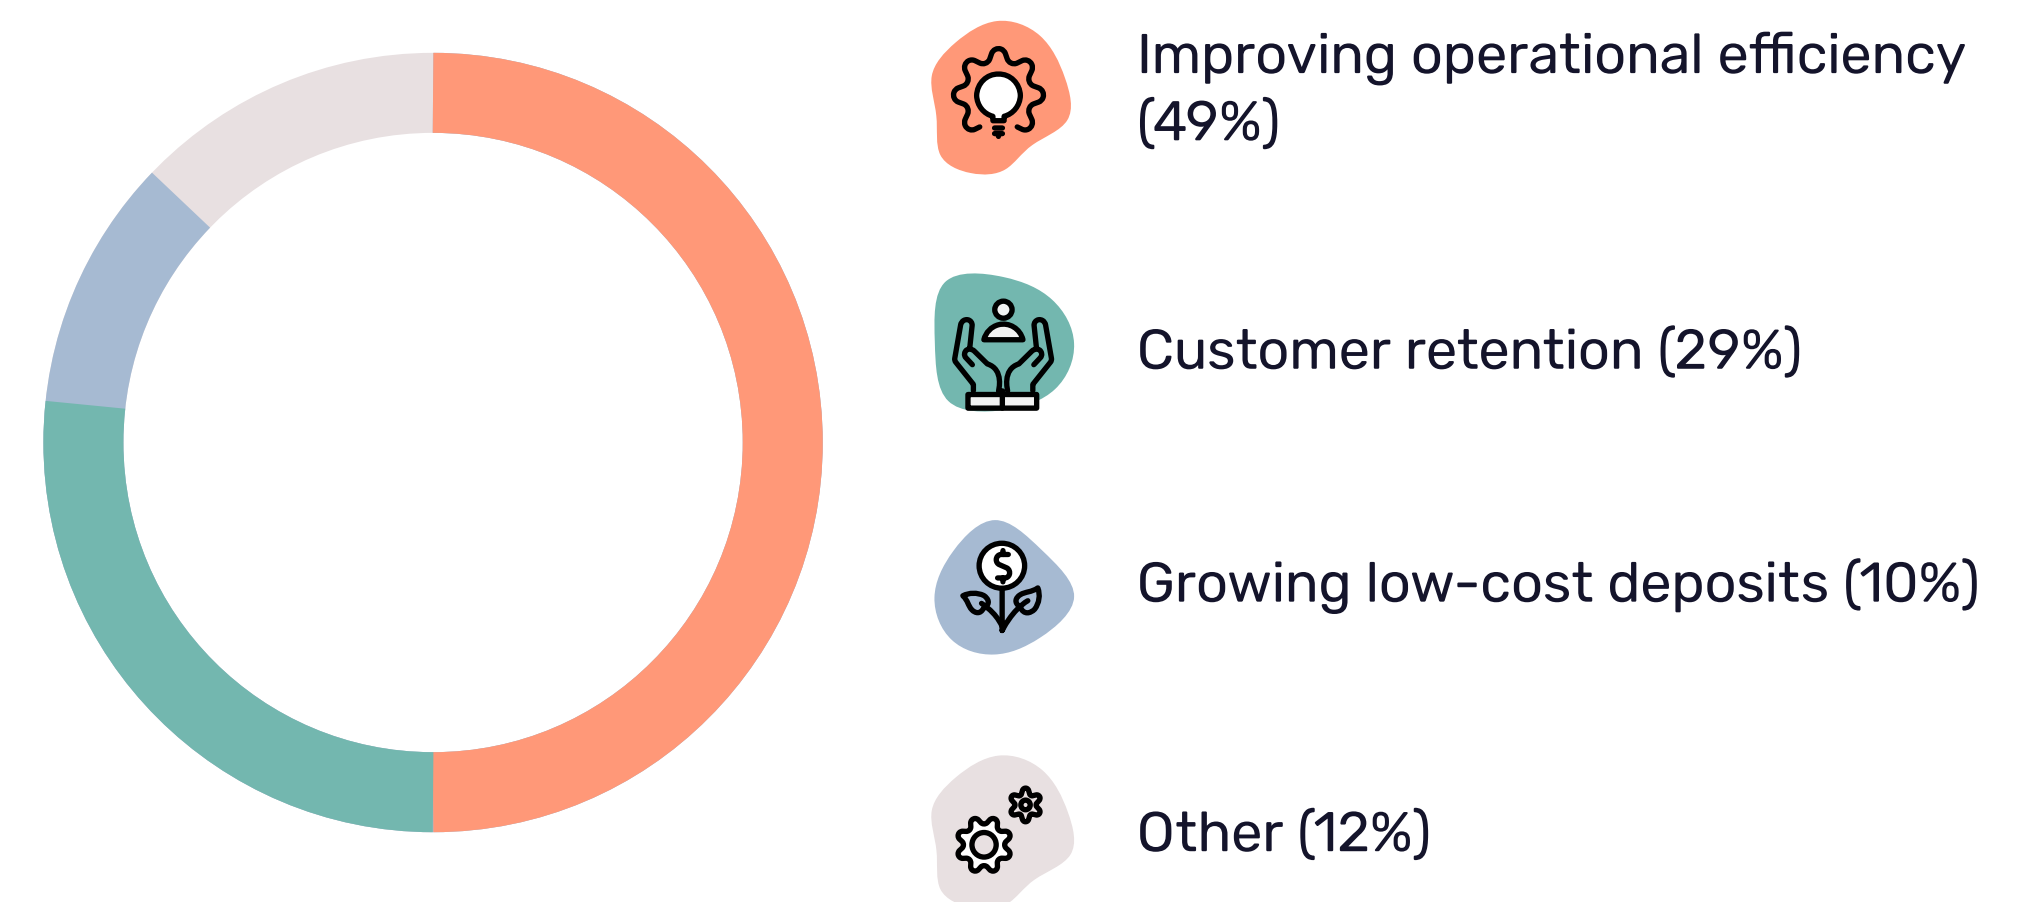 Improving operational efficiency
(49%)
Customer retention (29%)
$
Growing low-cost deposits (10%)
Other (12%)